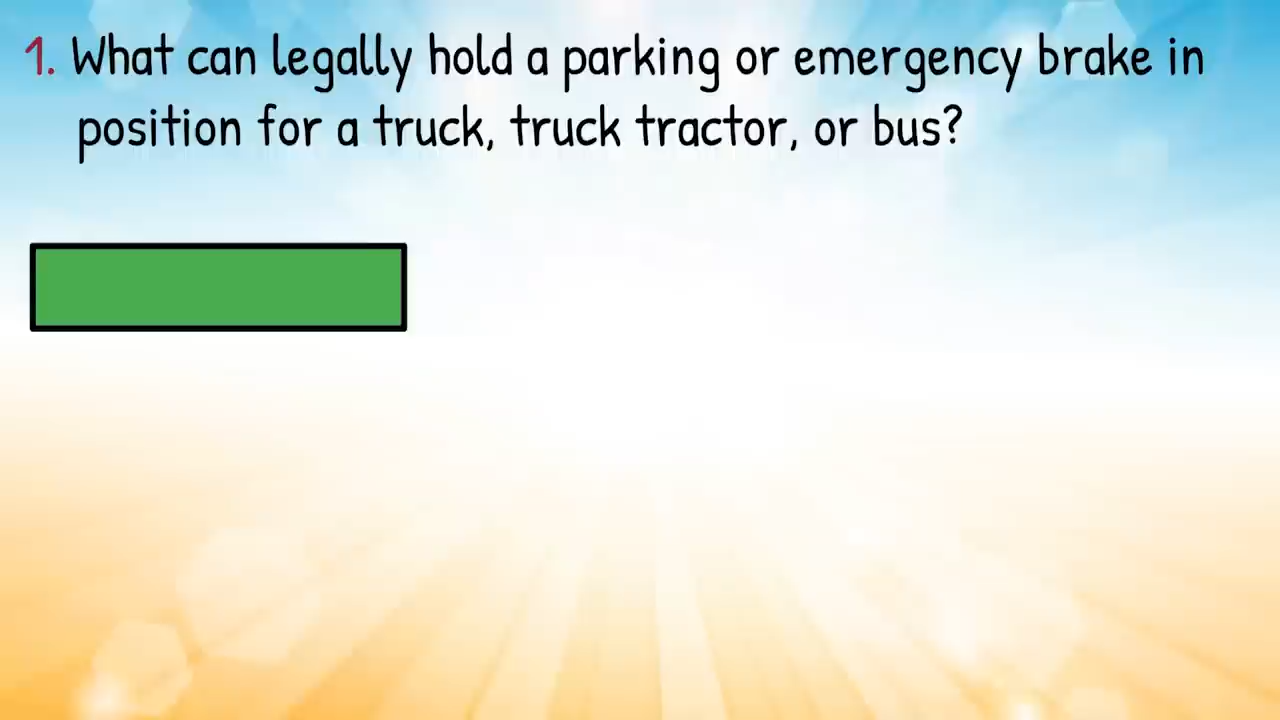 1. What can legally hold a parking or emergency brake in
position for a truck, truck tractor, or bus?